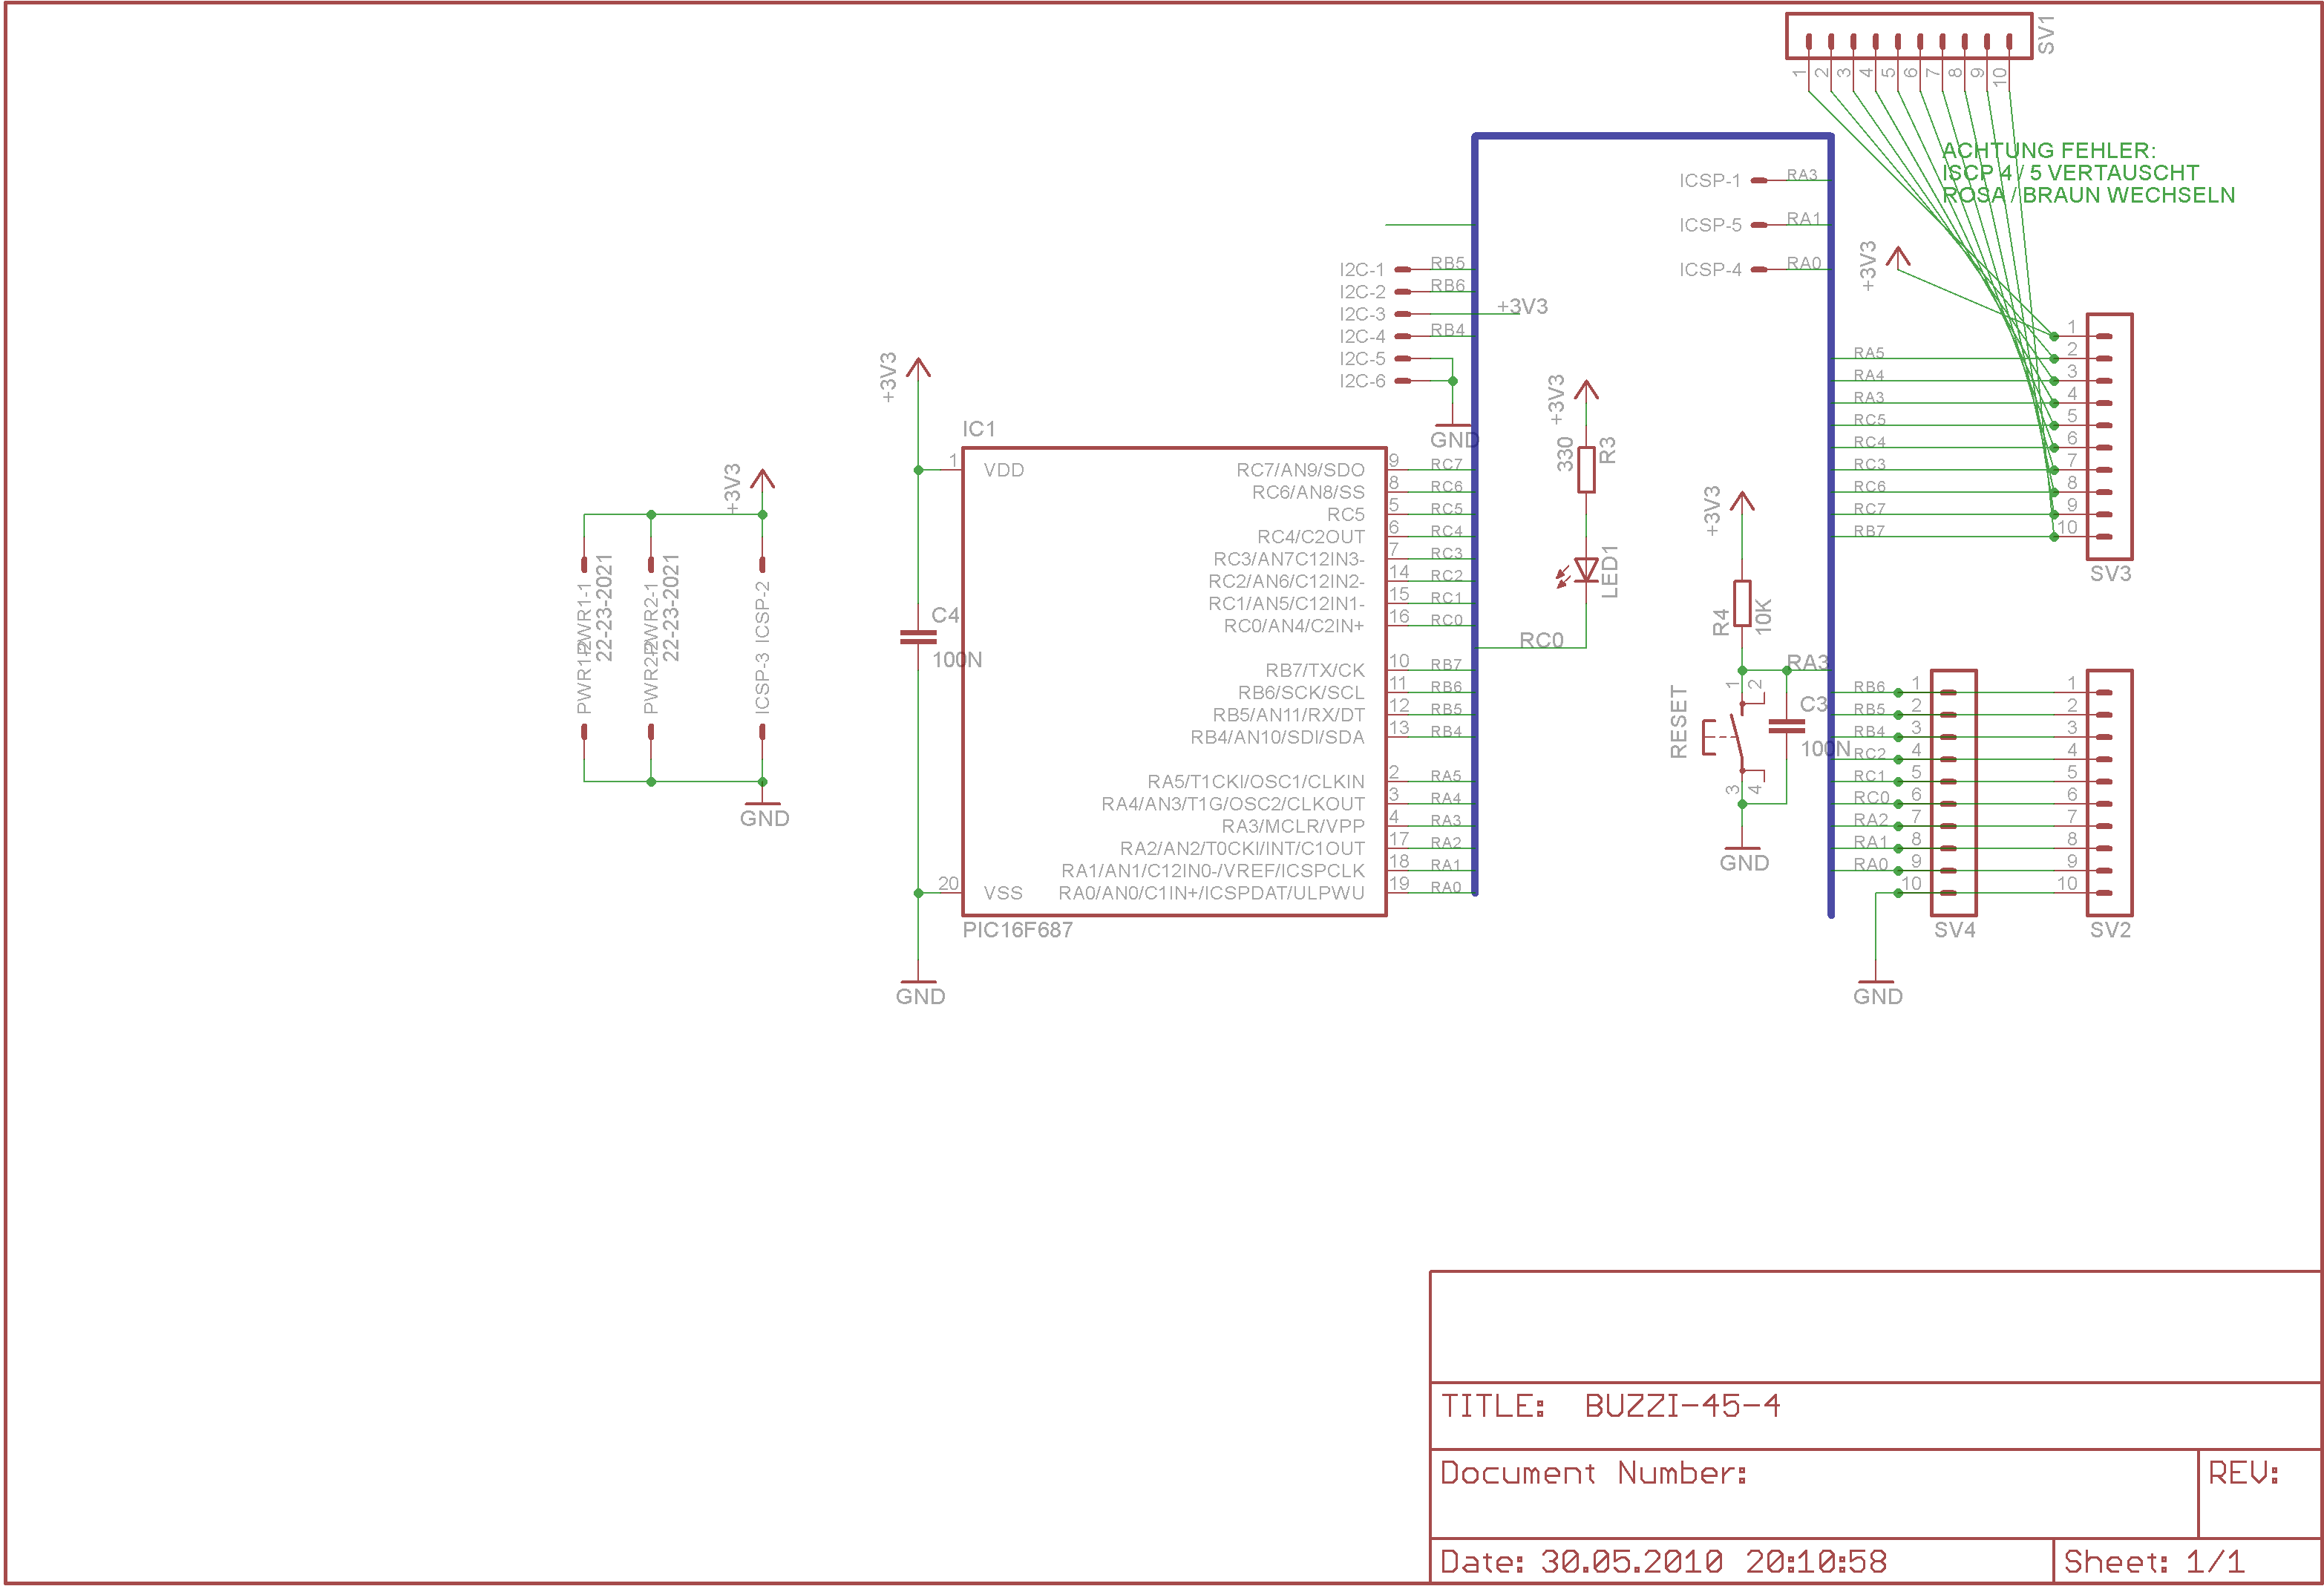 SV1
1 2 3 4 5 6 7 8 9 10
ACHTUNG FEHLER:
ISCP 4 / 5 VERTAUSCHT
ROSA / BRAUN WECHSELN
ICSP-1 RA3
ICSP-5 RA1
ICSP-4 RA0
+3V3
I2C-1 RB5
I2C-2 RB6
I2C-3 +3V3
I2C-4 RB4
I2C-5
I2C-6
GND
1
RA5 2
RA4 3
RA3 4
RC5 5
RC4 6
RC3 7
RC6 8
RC7 9
RB7 10
SV3
+3V3
330
R3
LED1
RC0
+3V3
R4
10K
RA3
1 2
RESET
C3
100N
3 4
GND
+3V3
IC1
1 VDD
RC7/AN9/SDO 9 RC7
RC6/AN8/SS 8 RC6
RC5 5 RC5
RC4/C2OUT 6 RC4
RC3/AN7C12IN3- 7 RC3
RC2/AN6/C12IN2- 14 RC2
RC1/AN5/C12IN1- 15 RC1
RC0/AN4/C2IN+ 16 RC0
RB7/TX/CK 10 RB7
RB6/SCK/SCL 11 RB6
RB5/AN11/RX/DT 12 RB5
RB4/AN10/SDI/SDA 13 RB4
RA5/T1CKI/OSC1/CLKIN 2 RA5
RA4/AN3/T1G/OSC2/CLKOUT 3 RA4
RA3/MCLR/VPP 4 RA3
RA2/AN2/T0CKI/INT/C1OUT 17 RA2
RA1/AN1/C12IN0-/VREF/ICSPCLK 18 RA1
20 VSS RA0/AN0/C1IN+/ICSPDAT/ULPWU 19 RA0
PIC16F687
C4
100N
GND
+3V3
PWR1-1
PWR1-2
22-23-2021
PWR2-1
PWR2-2
22-23-2021
ICSP-2
ICSP-3
GND
RB6 1 1
RB5 2 2
RB4 3 3
RC2 4 4
RC1 5 5
RC0 6 6
RA2 7 7
RA1 8 8
RA0 9 9
10 10
SV4 SV2
GND
TITLE: BUZZI-45-4
Document Number:
REV:
Date: 30.05.2010 20:10:58
Sheet: 1/1